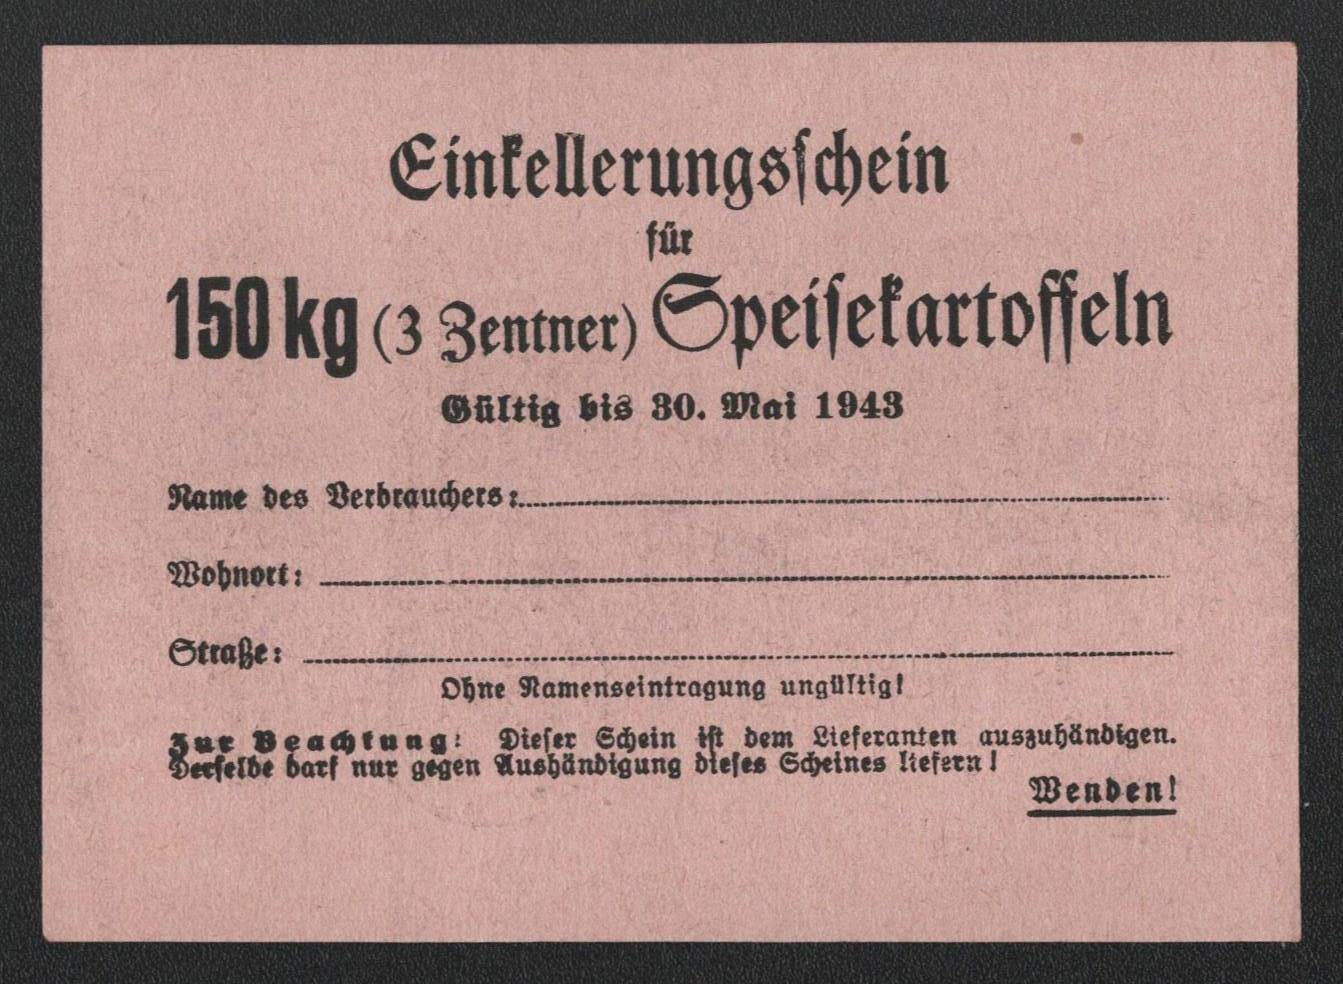 Einkellerungsschein
für
150 kg (3 Zentner) Speisekartoffeln
Gültig bis 30. Mai 1943
Name des Verbrauchers:
Wohnort:
Straße:
Ohne Namenseintragung ungültig!
Zur Beachtung: Dieser Schein ist dem Lieferanten auszuhändigen.
Derselbe darf nur gegen Aushändigung dieses Scheines liefern!
Wenden!